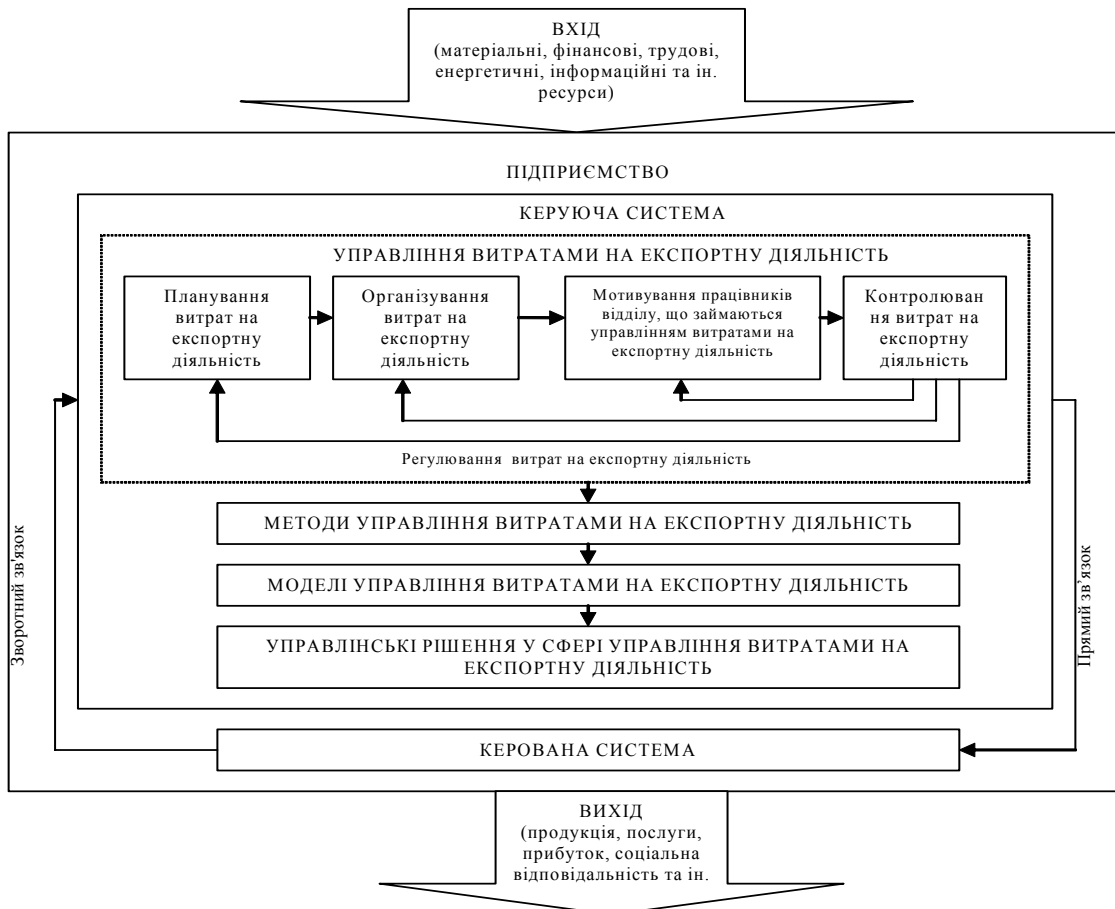 ВХІД
(матеріальні, фінансові, трудові,
енергетичні, інформаційні та ін.
ресурси)
ПІДПРИЄМСТВО
КЕРУЮЧА СИСТЕМА
УПРАВЛІННЯ ВИТРАТАМИ НА ЕКСПОРТНУ ДІЯЛЬНІСТЬ
Планування
витрат на
експортну
діяльність
Організування
витрат на
експортну
діяльність
Мотивування працівників
відділу, що займаються
управлінням витратами на
експортну діяльність
Контролюван
ня витрат на
експортну
діяльність
Регулювання витрат на експортну діяльність
МЕТОДИ УПРАВЛІННЯ ВИТРАТАМИ НА ЕКСПОРТНУ ДІЯЛЬНІСТЬ
МОДЕЛІ УПРАВЛІННЯ ВИТРАТАМИ НА ЕКСПОРТНУ ДІЯЛЬНІСТЬ
УПРАВЛІНСЬКІ РІШЕННЯ У СФЕРІ УПРАВЛІННЯ ВИТРАТАМИ НА
ЕКСПОРТНУ ДІЯЛЬНІСТЬ
Зворотний зв'язок
Прямий зв’язок
КЕРОВАНА СИСТЕМА
ВИХІД
(продукція, послуги,
прибуток, соціальна
відповідальність та ін.